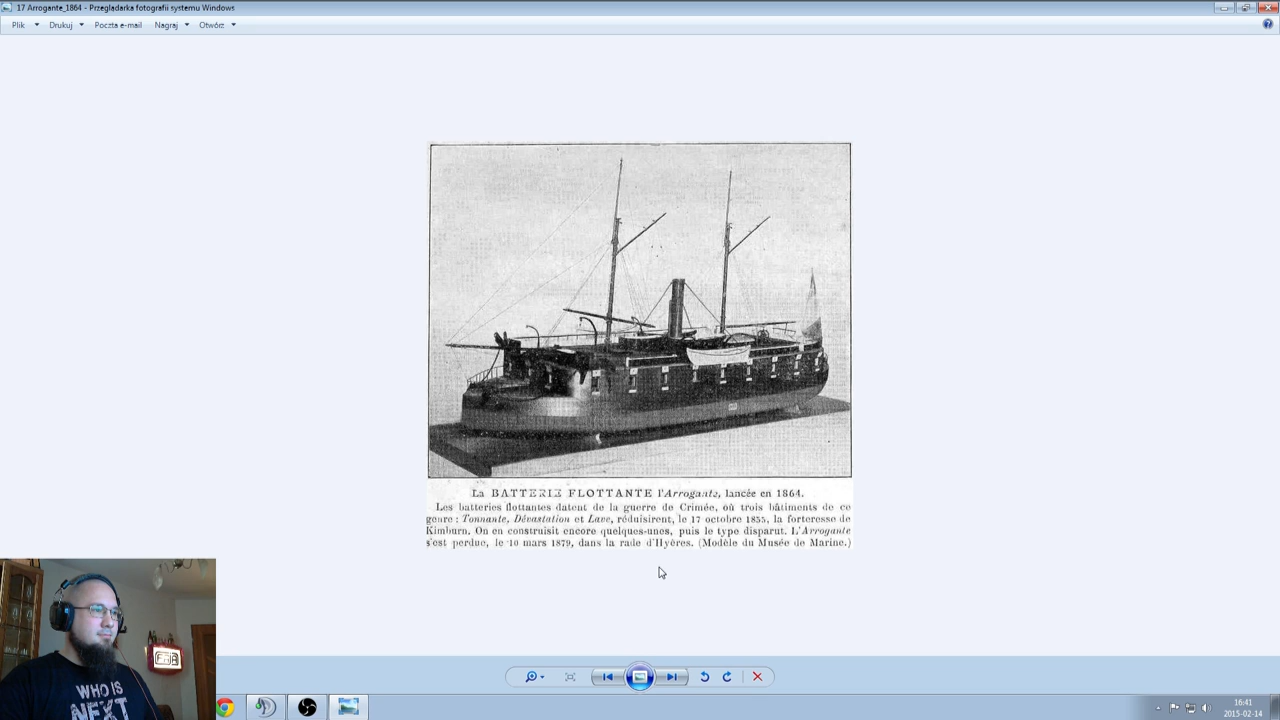 17 Arrogante_1864 - Przeglądarka fotografii systemu Windows
Plik Drukuj Poczta e-mail Nagraj Otwórz
La BATTERIE FLOTTANTE l'Arrogante, lancée en 1864.
Les batteries flottantes datent de la guerre de Crimée, où trois bâtiments de ce
genre : Tonnante, Dévastation et Lave, réduisirent, le 17 octobre 1855, la forteresse de
Kimburn. On en construisit encore quelques-unes, puis le type disparut. L'Arrogante
s'est perdue, le 10 mars 1879, dans la rade d'Hyères. (Modèle du Musée de Marine.)
WHO IS
NEXT
16:41
2015-02-14